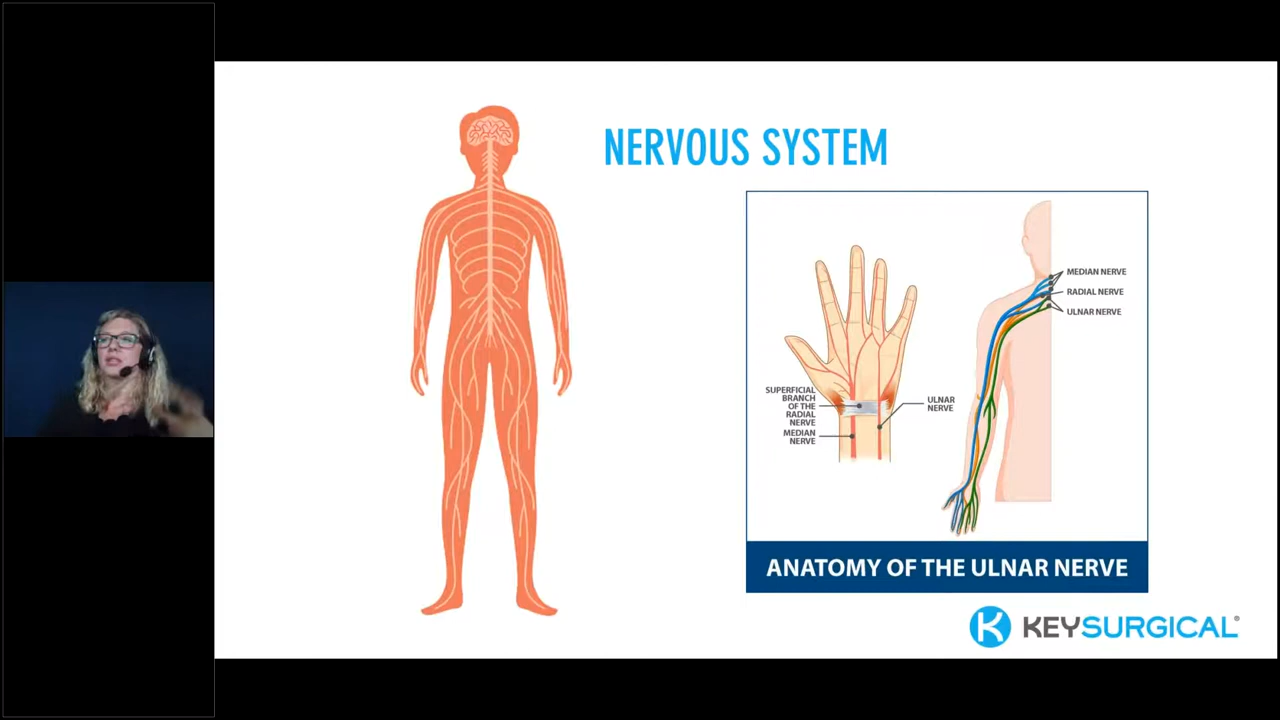 NERVOUS SYSTEM
SUPERFICIAL
BRANCH
OF THE
RADIAL
NERVE
MEDIAN
NERVE
ULNAR
NERVE
MEDIAN NERVE
RADIAL NERVE
ULNAR NERVE
ANATOMY OF THE ULNAR NERVE
K KEYSURGICAL®